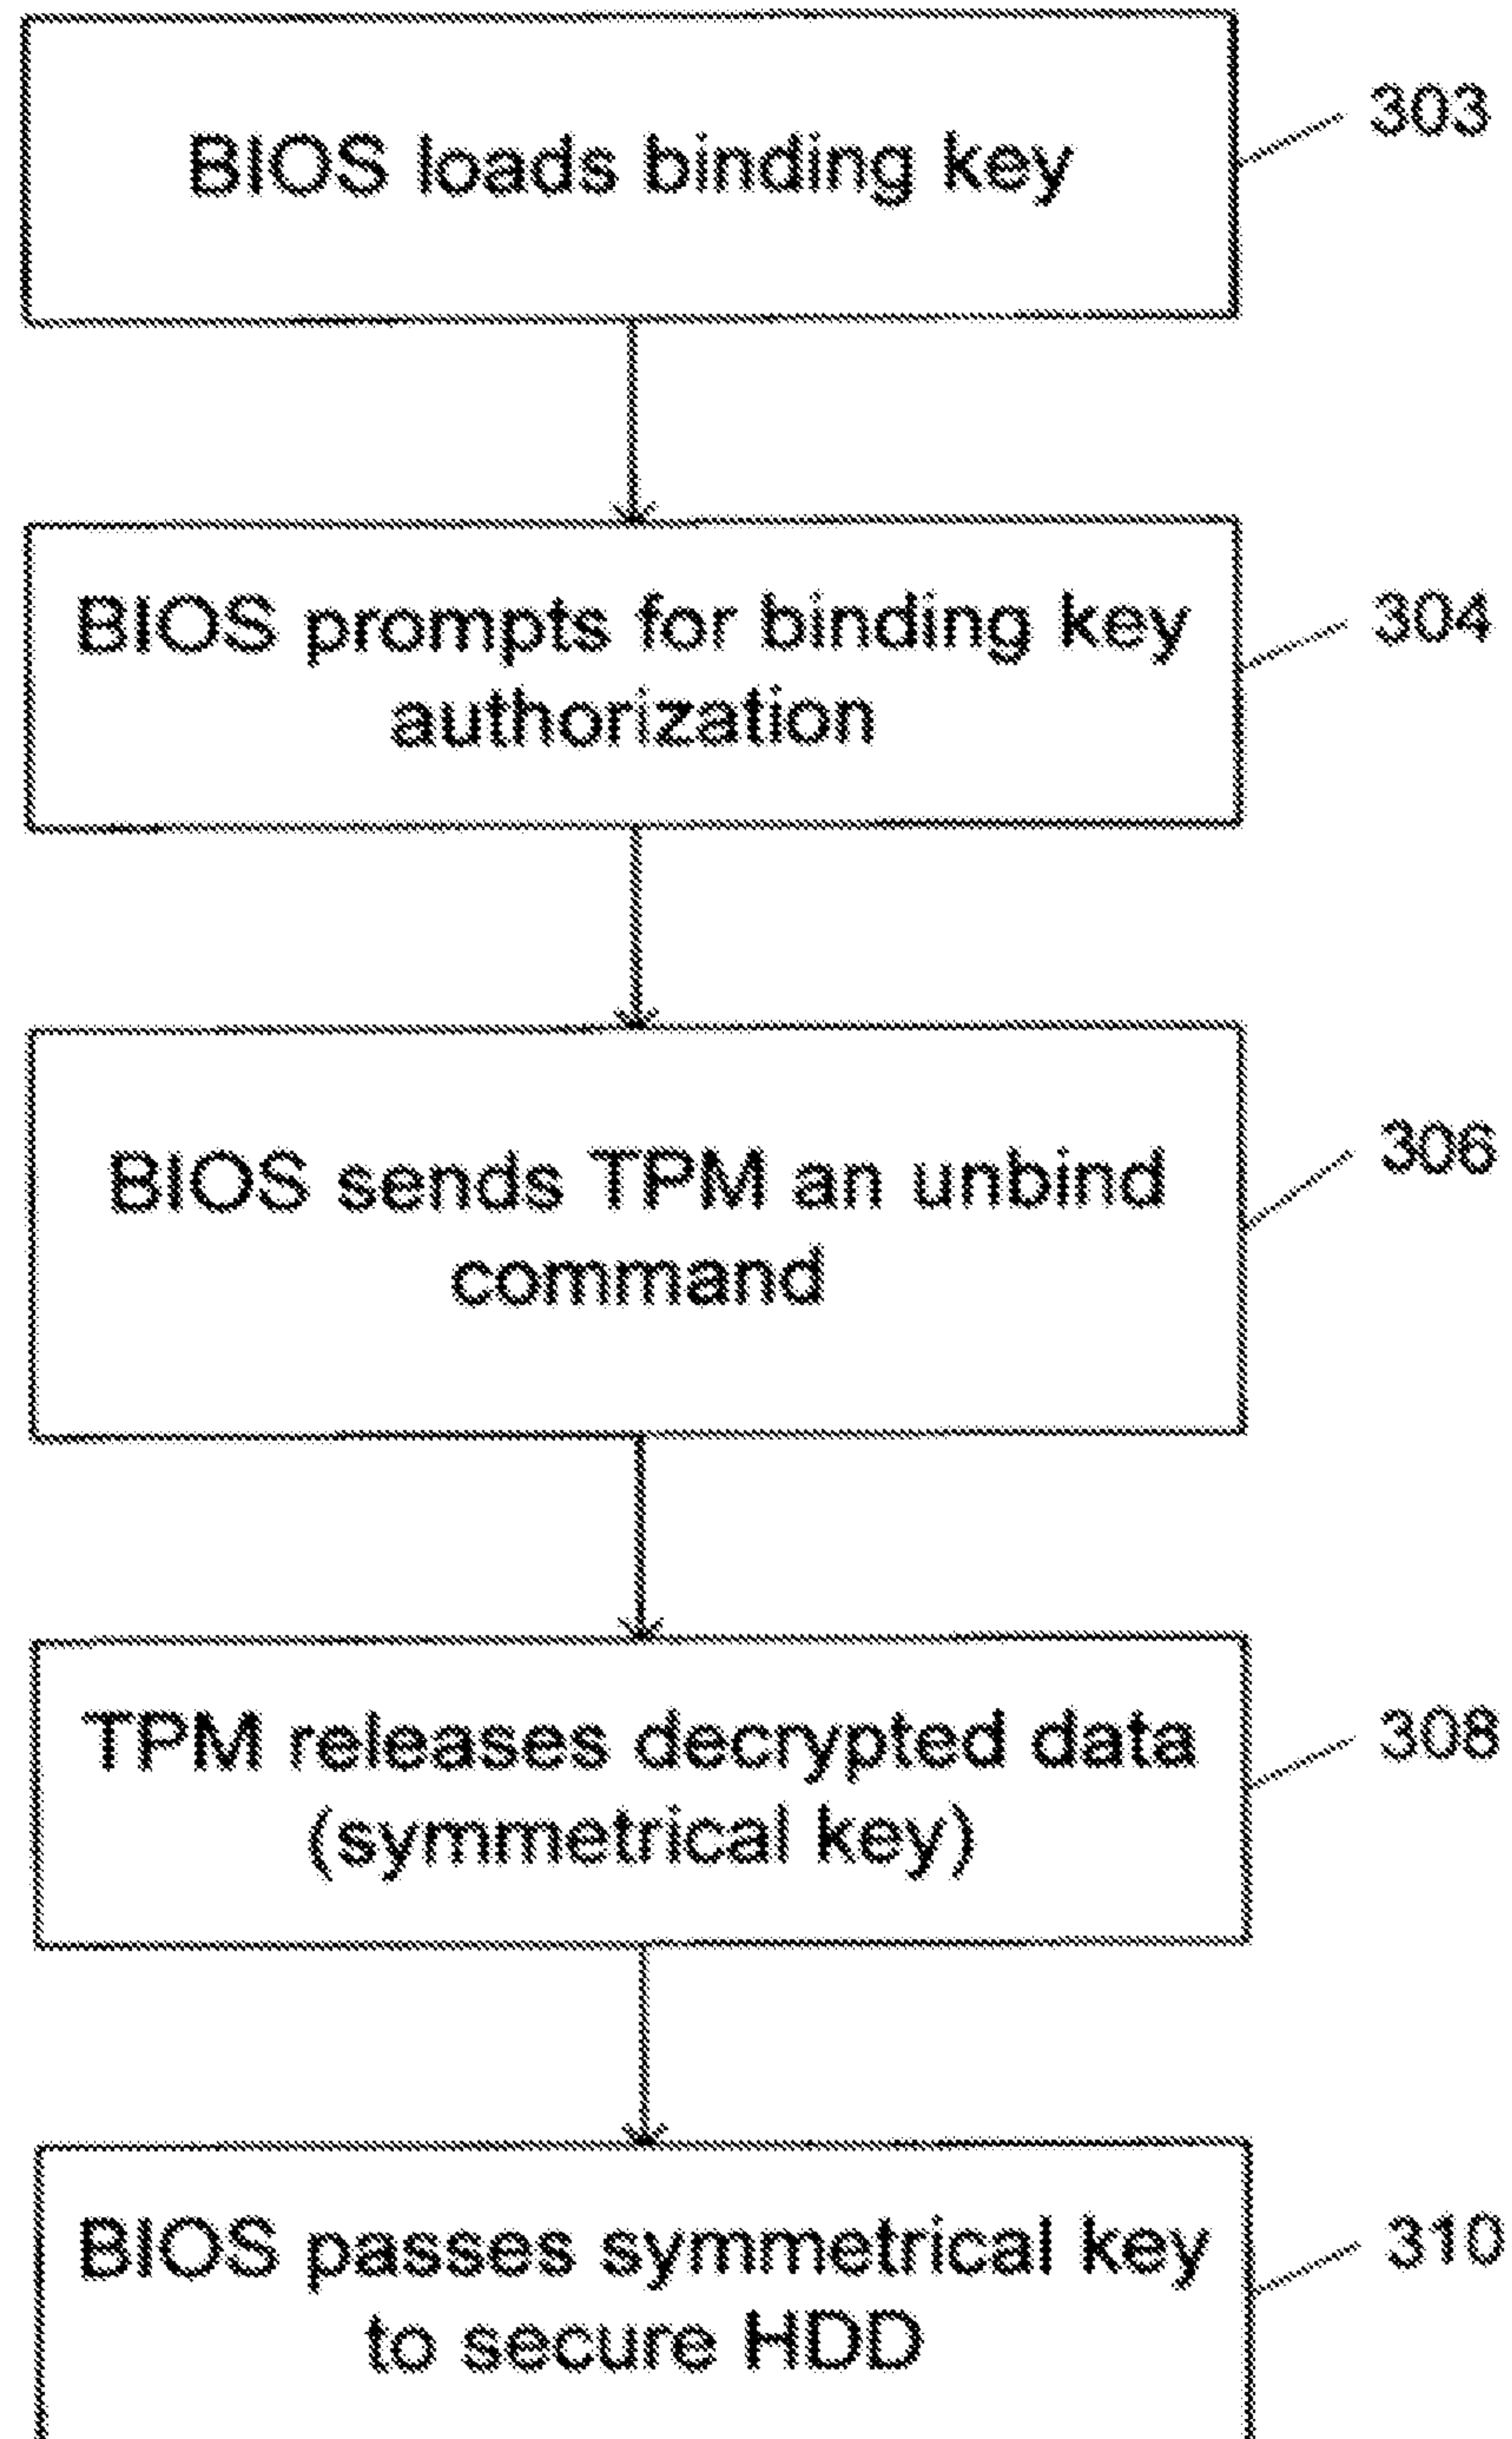 BIOS loads binding key
303
BIOS prompts for binding key
authorization
304
BIOS sends TPM an unbind
command
306
TPM releases decrypted data
(symmetrical key)
308
BIOS passes symmetrical key
to secure HDD
310